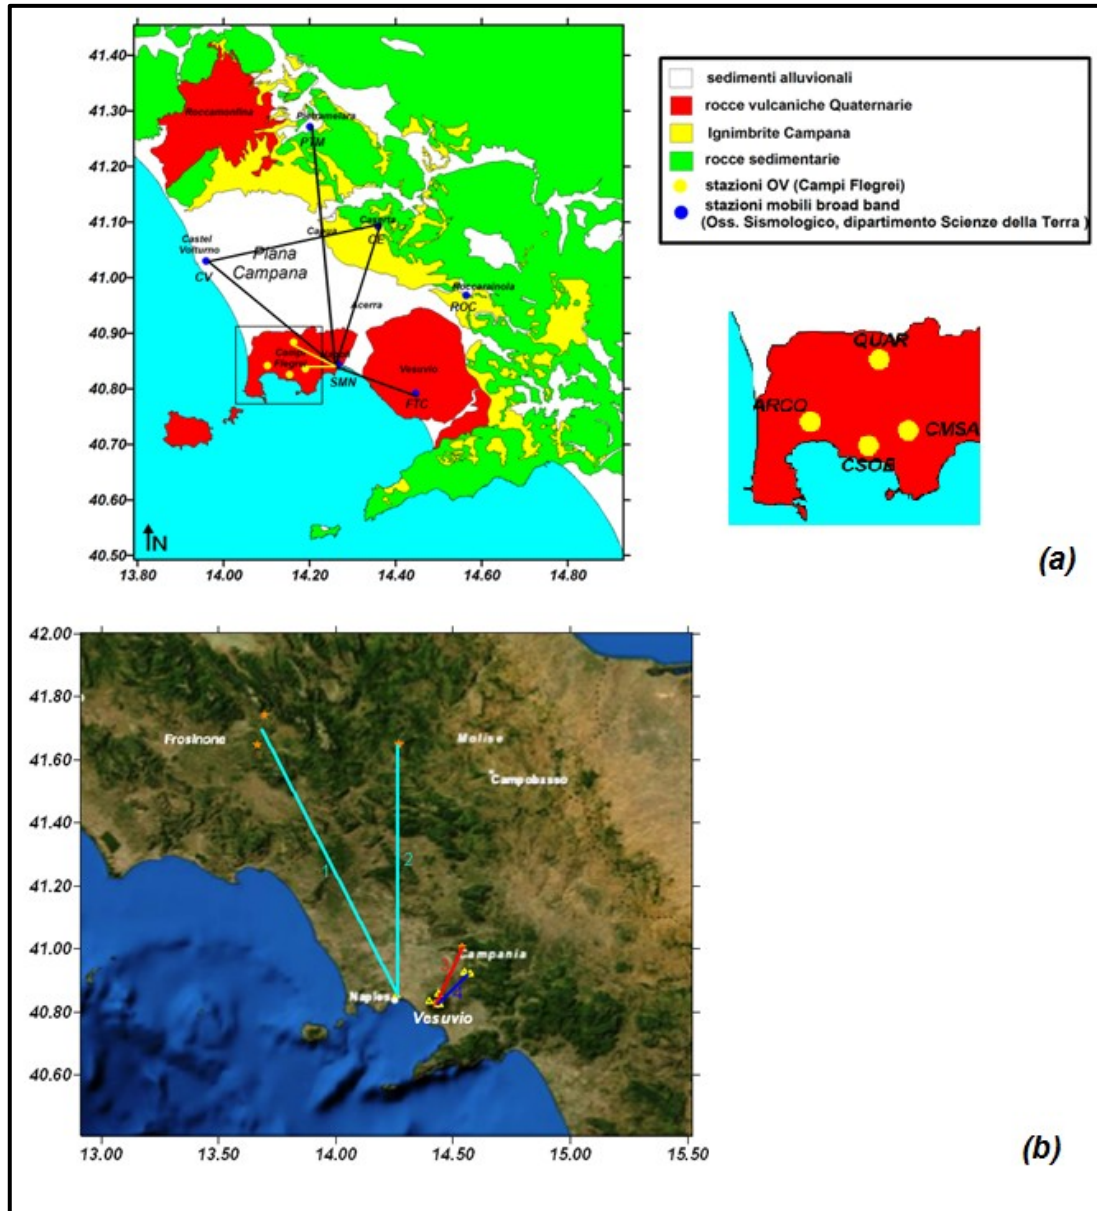 41.40
41.30
41.20
41.10
41.00
40.90
40.80
40.70
40.60
40.50
13.80 14.00 14.20 14.40 14.60 14.80
Roccamonfina
Pietramelara
PTM
Caserta
CE
Capua
Castel
Volturno
CV
Piana
Campana
Roccarainola
ROC
Acerra
Campi
Flegrei
SMN
Vesuvio
FTC
N
sedimenti alluvionali
rocce vulcaniche Quaternarie
Ignimbrite Campana
rocce sedimentarie
stazioni OV (Campi Flegrei)
stazioni mobili broad band
(Oss. Sismologico, dipartimento Scienze della Terra )
QUAR
ARCO
CMSA
CSOB
(a)
42.00
41.80
41.60
41.40
41.20
41.00
40.80
40.60
13.00 13.50 14.00 14.50 15.00 15.50
Frosinone
Molise
Campobasso
1
2
Campania
3
4
Naples
Vesuvio
(b)